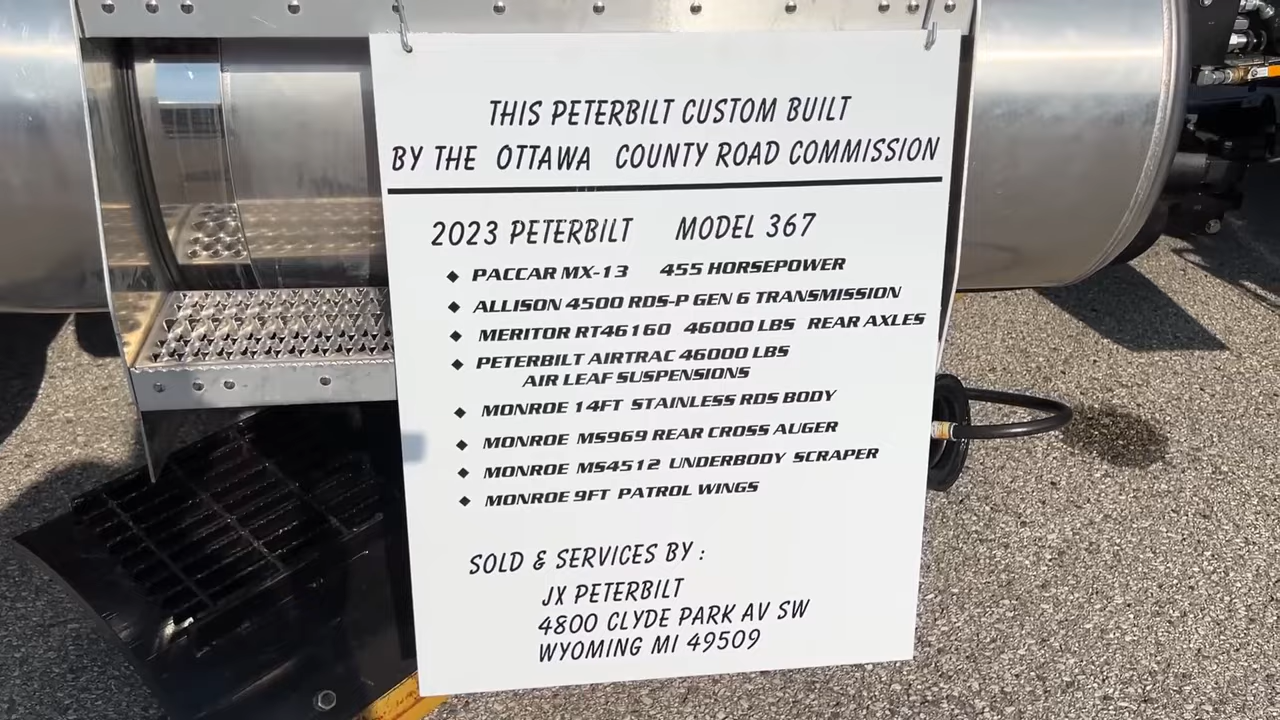 THIS PETERBILT CUSTOM BUILT
BY THE OTTAWA COUNTY ROAD COMMISSION
2023 PETERBILT MODEL 367
◆ PACCAR MX-13 455 HORSEPOWER
◆ ALLISON 4500 RDS-P GEN 6 TRANSMISSION
◆ MERITOR RT46160 46000 LBS REAR AXLES
◆ PETERBILT AIRTRAC 46000 LBS
AIR LEAF SUSPENSIONS
◆ MONROE 14FT STAINLESS RDS BODY
◆ MONROE MS969 REAR CROSS AUGER
◆ MONROE MS4512 UNDERBODY SCRAPER
◆ MONROE 9FT PATROL WINGS
SOLD & SERVICES BY :
JX PETERBILT
4800 CLYDE PARK AV SW
WYOMING MI 49509